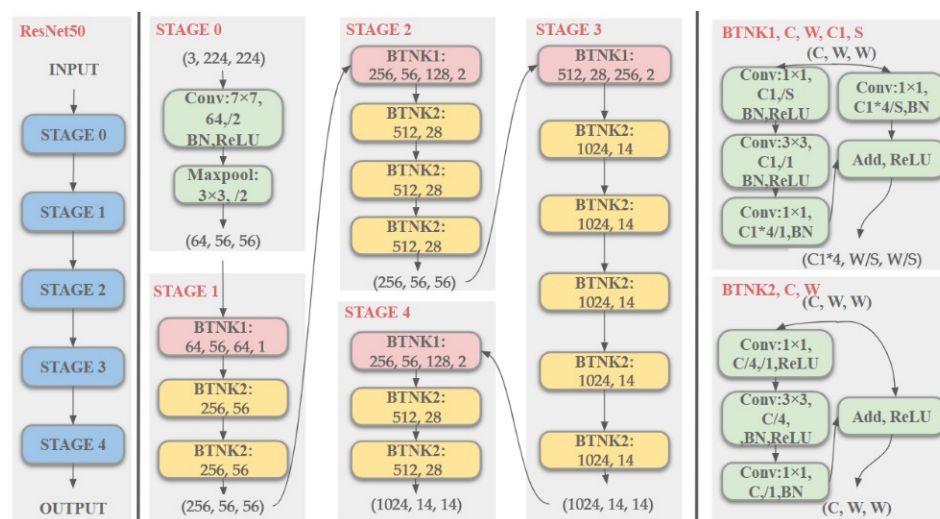 ResNet50
INPUT
STAGE 0
STAGE 1
STAGE 2
STAGE 3
STAGE 4
OUTPUT
STAGE 0
(3, 224, 224)
Conv:7×7,
64,/2
BN,ReLU
Maxpool:
3×3, /2
(64, 56, 56)
STAGE 1
BTNK1:
64, 56, 64, 1
BTNK2:
256, 56
BTNK2:
256, 56
(256, 56, 56)
STAGE 2
BTNK1:
256, 56, 128, 2
BTNK2:
512, 28
BTNK2:
512, 28
BTNK2:
512, 28
(256, 56, 56)
STAGE 3
BTNK1:
512, 28, 256, 2
BTNK2:
1024, 14
BTNK2:
1024, 14
BTNK2:
1024, 14
BTNK2:
1024, 14
BTNK2:
1024, 14
(1024, 14, 14)
STAGE 4
BTNK1:
256, 56, 128, 2
BTNK2:
512, 28
BTNK2:
512, 28
(1024, 14, 14)
BTNK1, C, W, C1, S
(C, W, W)
Conv:1×1,
C1,/S
BN,ReLU
Conv:3×3,
C1,/1
BN,ReLU
Conv:1×1,
C1*4/1,BN
Conv:1×1,
C1*4/S,BN
Add, ReLU
(C1*4, W/S, W/S)
BTNK2, C, W
(C, W, W)
Conv:1×1,
C/4,/1,ReLU
Conv:3×3,
C/4,
,BN,ReLU
Conv:1×1,
C,/1,BN
Add, ReLU
(C, W, W)